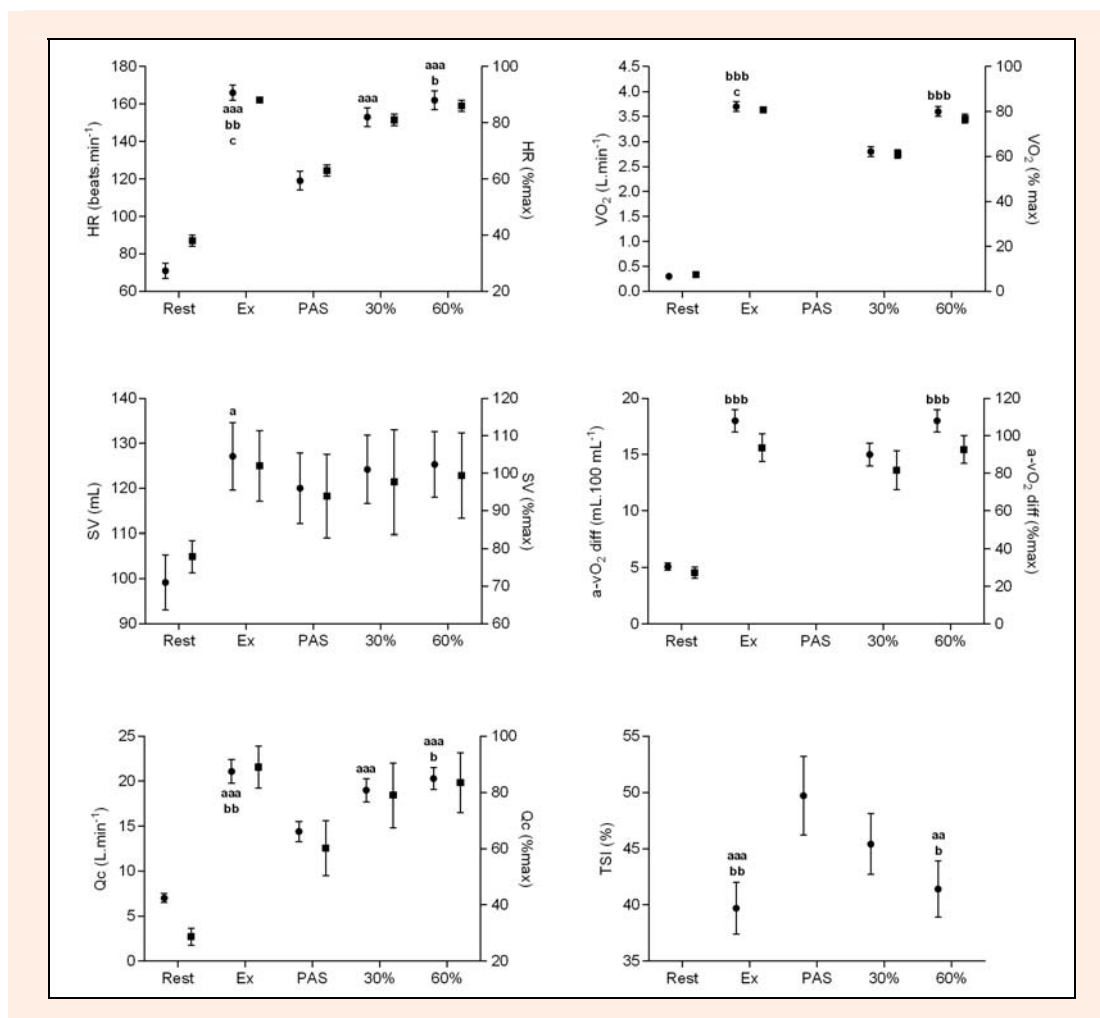 180
160
140
120
100
80
60
HR (beats.min⁻¹)
aaa
bb
c
aaa
aaa
b
100
80
60
40
20
HR (%max)
Rest Ex PAS 30% 60%
4.5
4.0
3.5
3.0
2.5
2.0
1.5
1.0
0.5
0.0
VO₂ (L.min⁻¹)
bbb
c
bbb
100
80
60
40
20
0
VO₂ (% max)
Rest Ex PAS 30% 60%
140
130
120
110
100
90
SV (mL)
a
120
110
100
90
80
70
60
SV (%max)
Rest Ex PAS 30% 60%
20
15
10
5
0
a-vO₂ diff (mL.100 mL⁻¹)
bbb
bbb
120
100
80
60
40
20
0
a-vO₂ diff (%max)
Rest Ex PAS 30% 60%
25
20
15
10
5
0
Qc (L.min⁻¹)
aaa
bb
aaa
aaa
b
100
80
60
40
20
Qc (%max)
Rest Ex PAS 30% 60%
55
50
45
40
35
TSI (%)
aaa
bb
aa
b
Rest Ex PAS 30% 60%